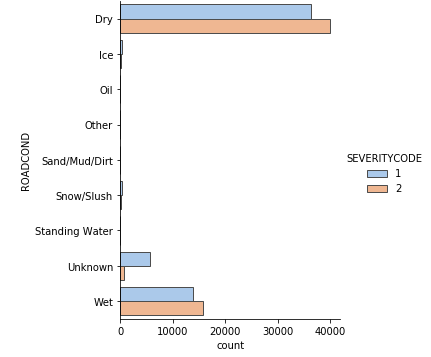 ROADCOND
Dry
Ice
Oil
Other
Sand/Mud/Dirt
Snow/Slush
Standing Water
Unknown
Wet
0 10000 20000 30000 40000
count
SEVERITYCODE
1
2